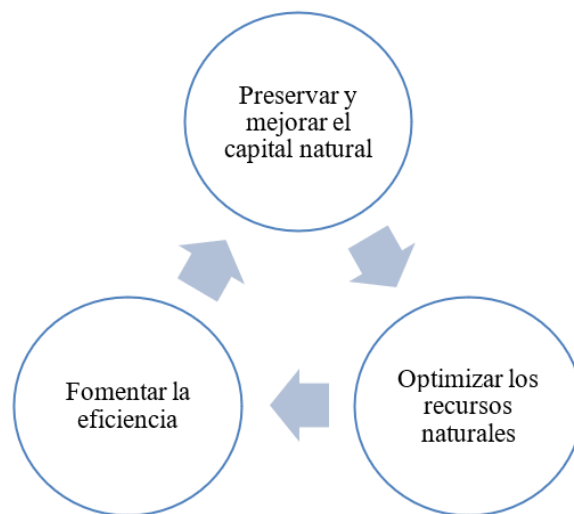 Preservar y
mejorar el
capital natural
Optimizar los
recursos
naturales
Fomentar la
eficiencia